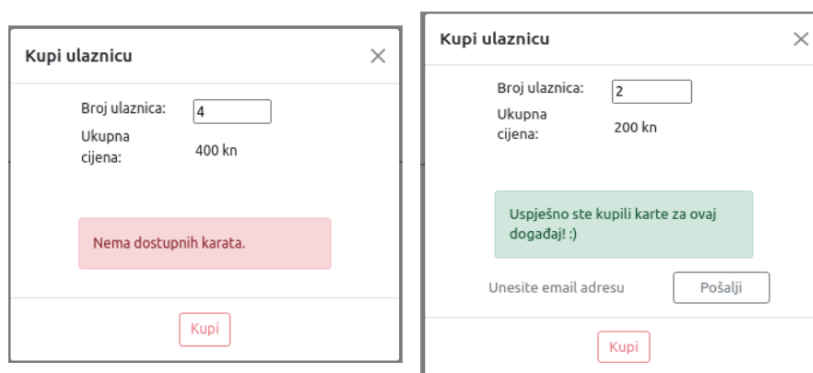 Kupi ulaznicu
Broj ulaznica: 4
Ukupna
cijena: 400 kn
Nema dostupnih karata.
Kupi
Kupi ulaznicu
Broj ulaznica: 2
Ukupna
cijena: 200 kn
Uspješno ste kupili karte za ovaj
događaj! :)
Unesite email adresu Pošalji
Kupi